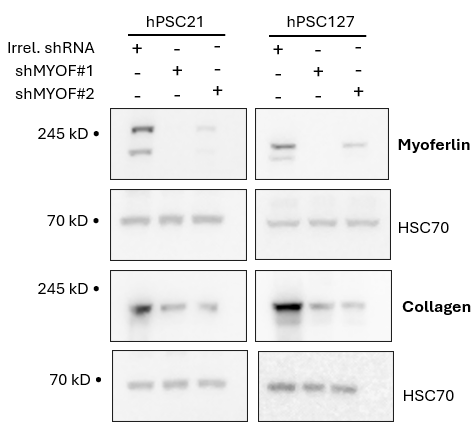 hPSC21 hPSC127
Irrel. shRNA + - - + - -
shMYOF#1 - + - - + -
shMYOF#2 - - + - - +
245 kD • Myoferlin
70 kD • HSC70
245 kD • Collagen
70 kD • HSC70